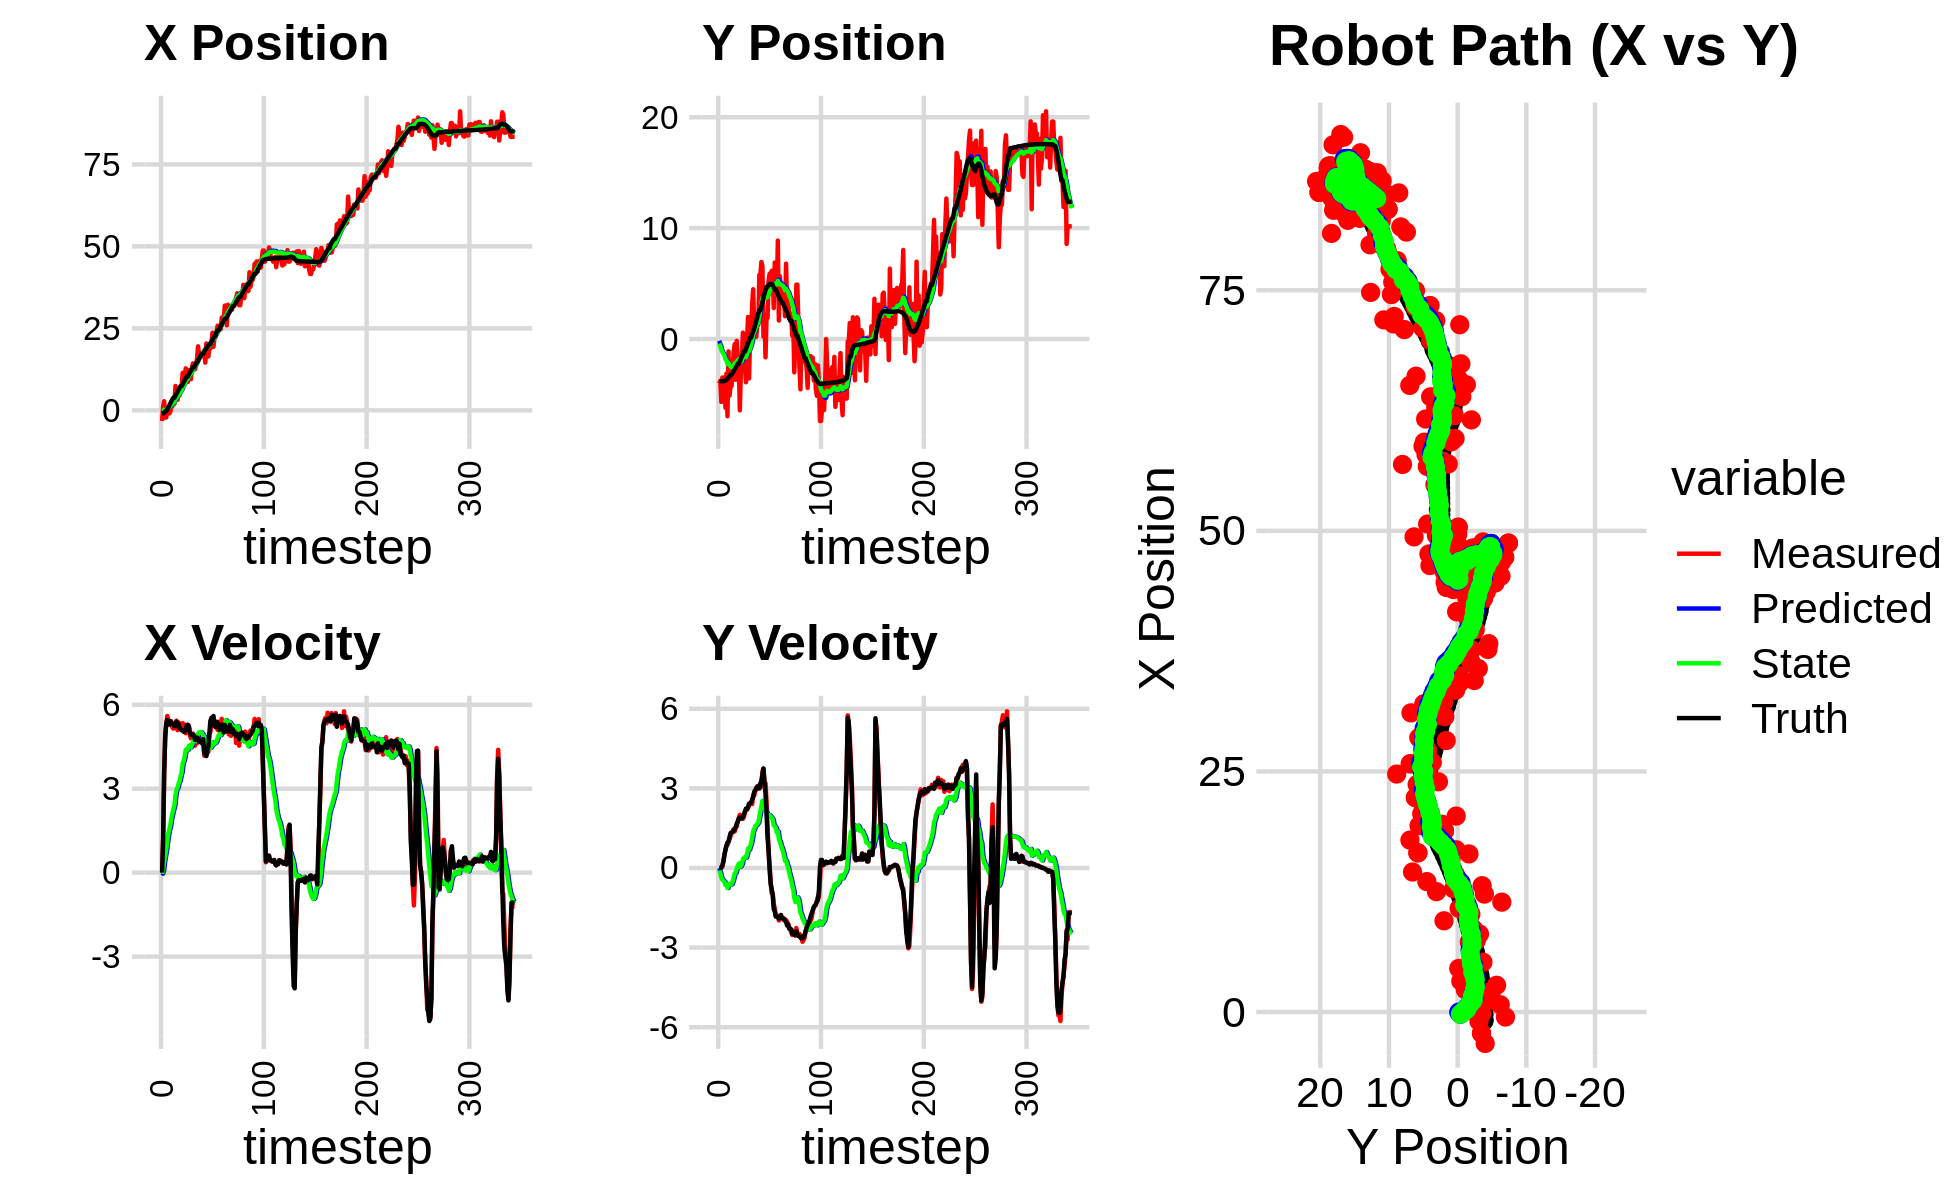 X Position
75
50
25
0
0
100
200
300
timestep
Y Position
20
10
0
0
100
200
300
timestep
X Velocity
6
3
0
-3
0
100
200
300
timestep
Y Velocity
6
3
0
-3
-6
0
100
200
300
timestep
Robot Path (X vs Y)
X Position
75
50
25
0
20 10 0 -10 -20
Y Position
variable
Measured
Predicted
State
Truth